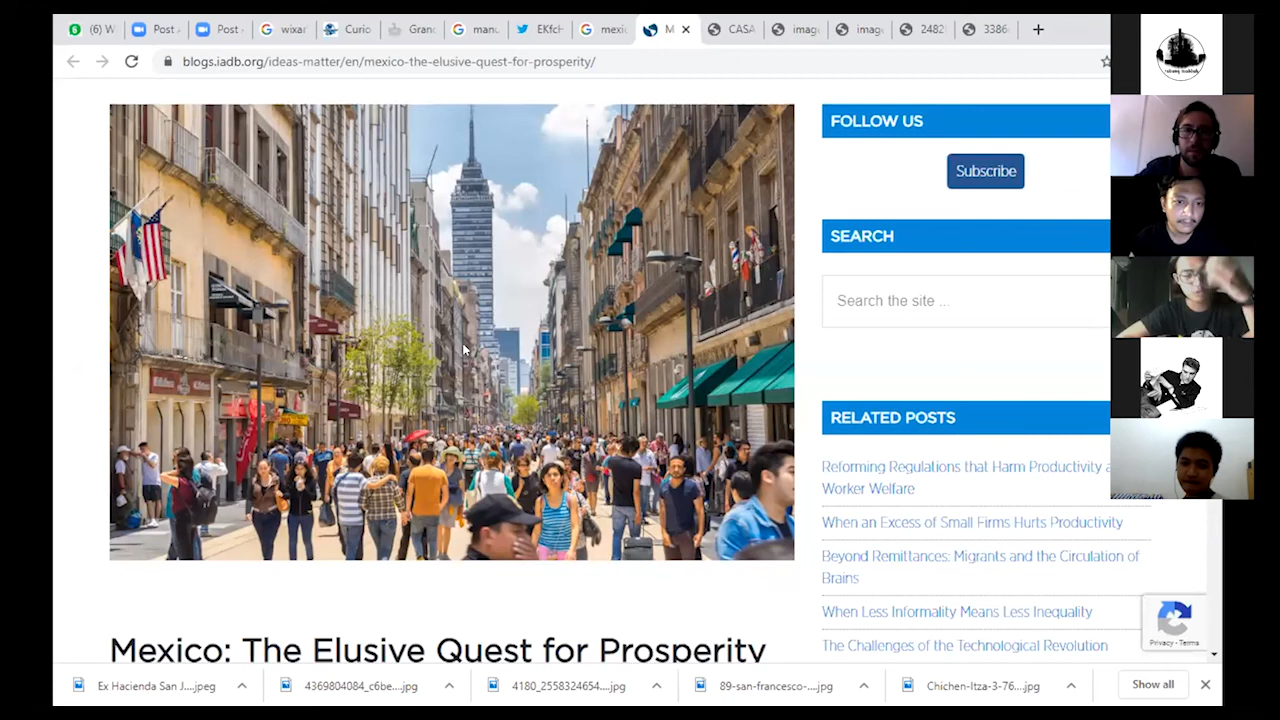 (6) W
Post
Post
wixar
Curio
Grand
manu
EKfch
mexic
M
CASA
imag
imag
2482
3386
blogs.iadb.org/ideas-matter/en/mexico-the-elusive-quest-for-prosperity/
FOLLOW US
Subscribe
SEARCH
Search the site ...
RELATED POSTS
Reforming Regulations that Harm Productivity a
Worker Welfare
When an Excess of Small Firms Hurts Productivity
Beyond Remittances: Migrants and the Circulation of
Brains
When Less Informality Means Less Inequality
The Challenges of the Technological Revolution
Privacy - Terms
Mexico: The Elusive Quest for Prosperity
Ex Hacienda San J....jpeg
4369804084_c6be....jpg
4180_2558324654....jpg
89-san-francesco-....jpg
Chichen-Itza-3-76....jpg
Show all